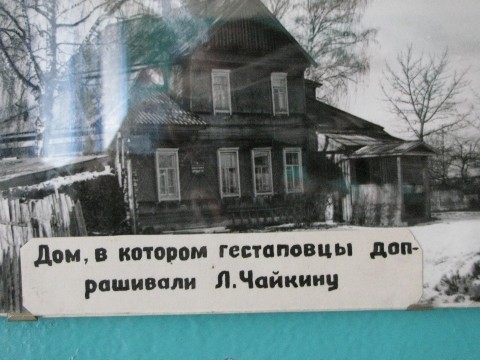 Дом, в котором гестаповцы доп-
рашивали Л.Чайкину